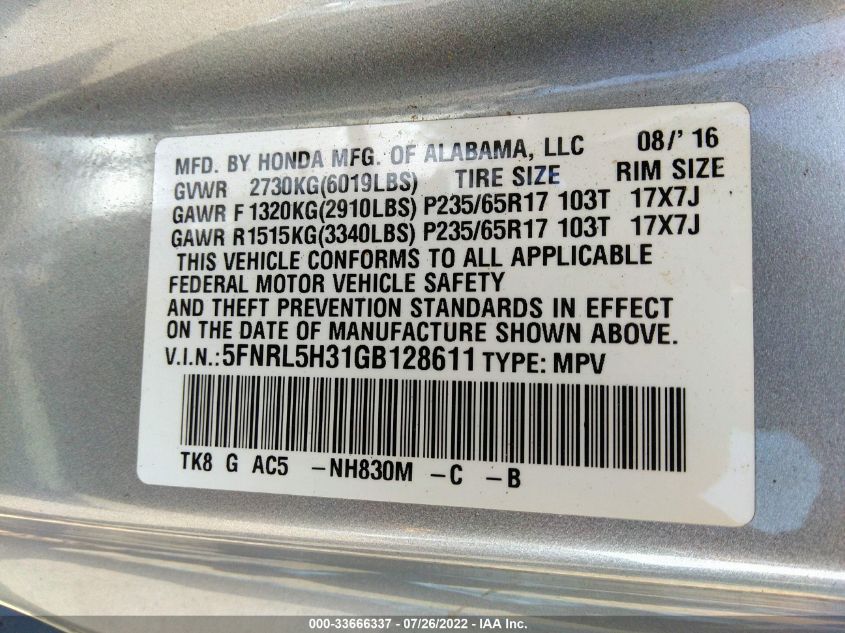 MFD. BY HONDA MFG. OF ALABAMA, LLC 08/' 16
GVWR 2730KG(6019LBS) TIRE SIZE RIM SIZE
GAWR F 1320KG(2910LBS) P235/65R17 103T 17X7J
GAWR R1515KG(3340LBS) P235/65R17 103T 17X7J
THIS VEHICLE CONFORMS TO ALL APPLICABLE
FEDERAL MOTOR VEHICLE SAFETY
AND THEFT PREVENTION STANDARDS IN EFFECT
ON THE DATE OF MANUFACTURE SHOWN ABOVE.
V.I.N.:5FNRL5H31GB128611 TYPE: MPV
TK8 G AC5 -NH830M -C -B
000-33666337 - 07/26/2022 - IAA Inc.